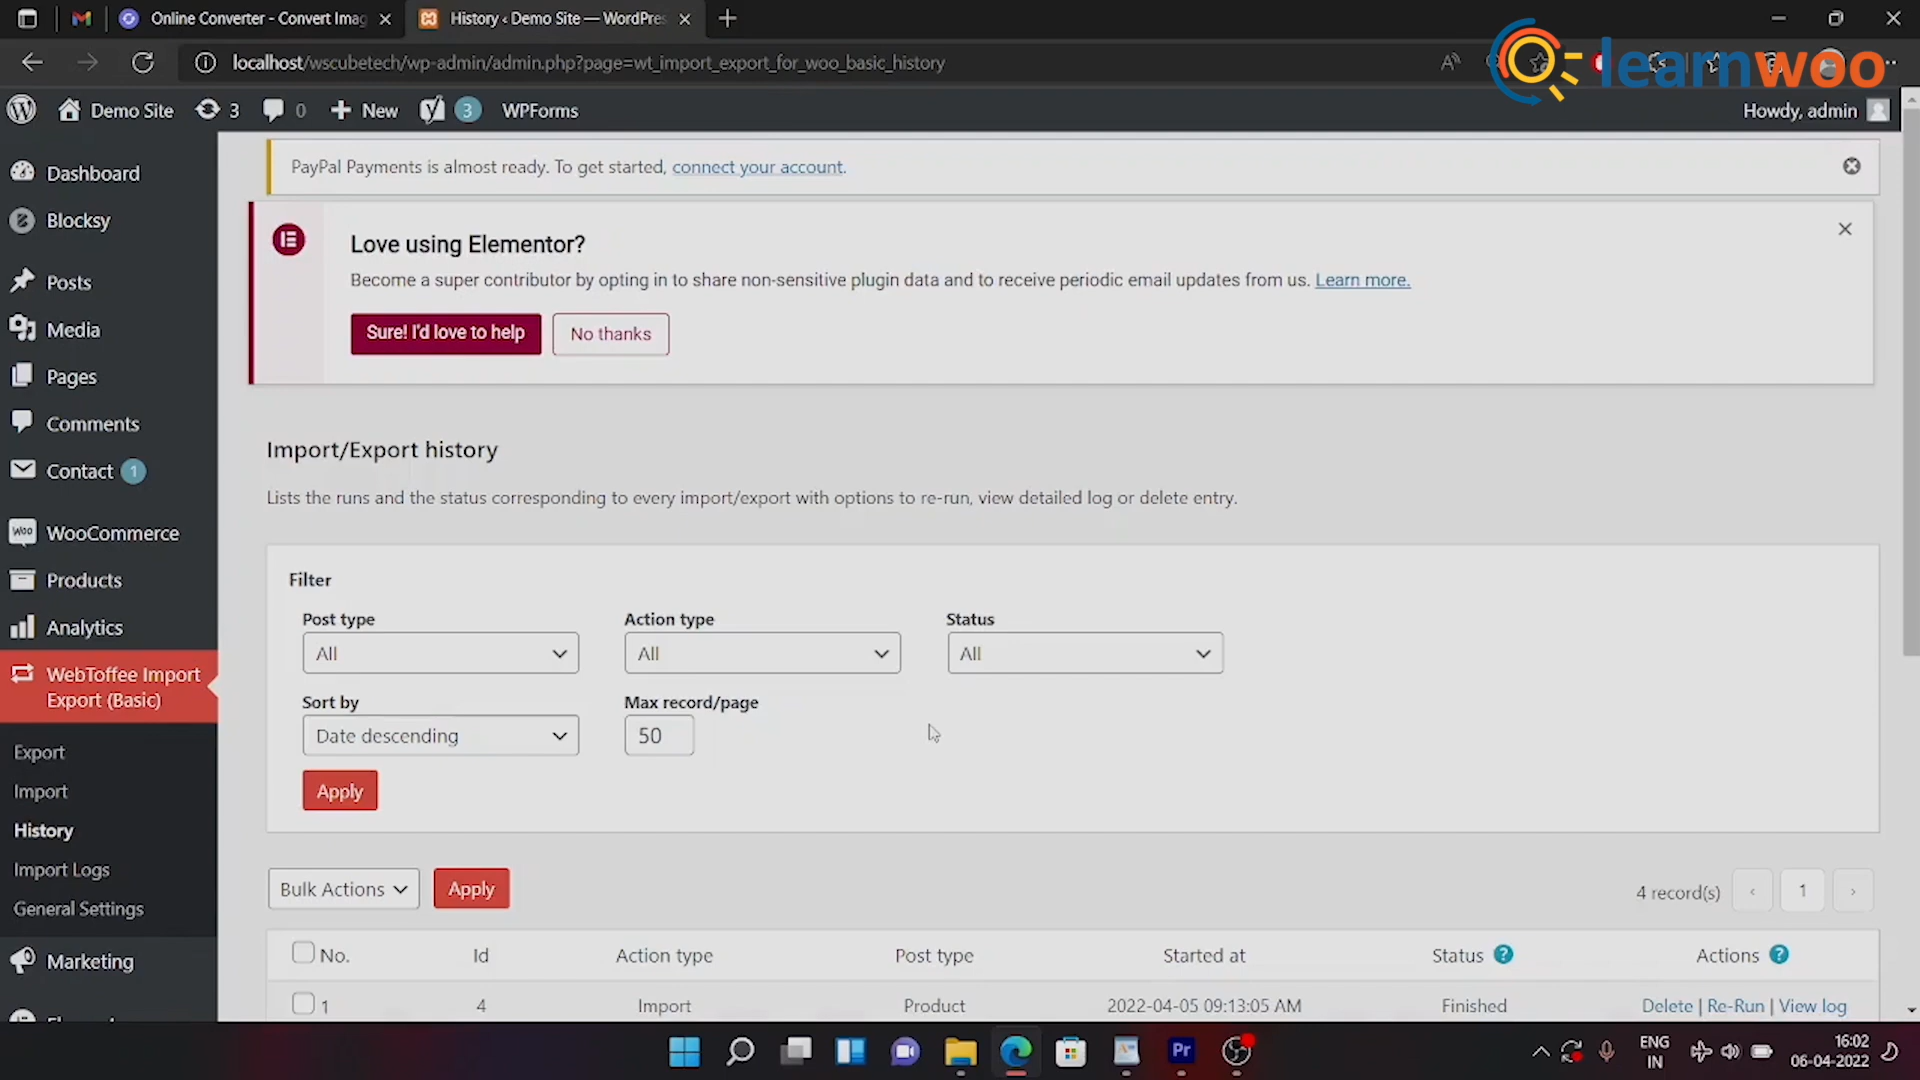 Online Converter - Convert Imag
History ‹ Demo Site — WordPres
localhost/wscubetech/wp-admin/admin.php?page=wt_import_export_for_woo_basic_history
learnwoo
Demo Site
3
0
New
3
WPForms
Howdy, admin
Dashboard
Blocksy
Posts
Media
Pages
Comments
Contact 1
WooCommerce
Products
Analytics
WebToffee Import
Export (Basic)
Export
Import
History
Import Logs
General Settings
Marketing
PayPal Payments is almost ready. To get started, connect your account.
Love using Elementor?
Become a super contributor by opting in to share non-sensitive plugin data and to receive periodic email updates from us. Learn more.
Sure! I'd love to help
No thanks
Import/Export history
Lists the runs and the status corresponding to every import/export with options to re-run, view detailed log or delete entry.
Filter
Post type
Action type
Status
All
All
All
Sort by
Max record/page
Date descending
50
Apply
Bulk Actions
Apply
4 record(s)
‹
1
›
No.
Id
Action type
Post type
Started at
Status ?
Actions ?
1
4
Import
Product
2022-04-05 09:13:05 AM
Finished
Delete | Re-Run | View log
Pr
ENG
IN
16:02
06-04-2022